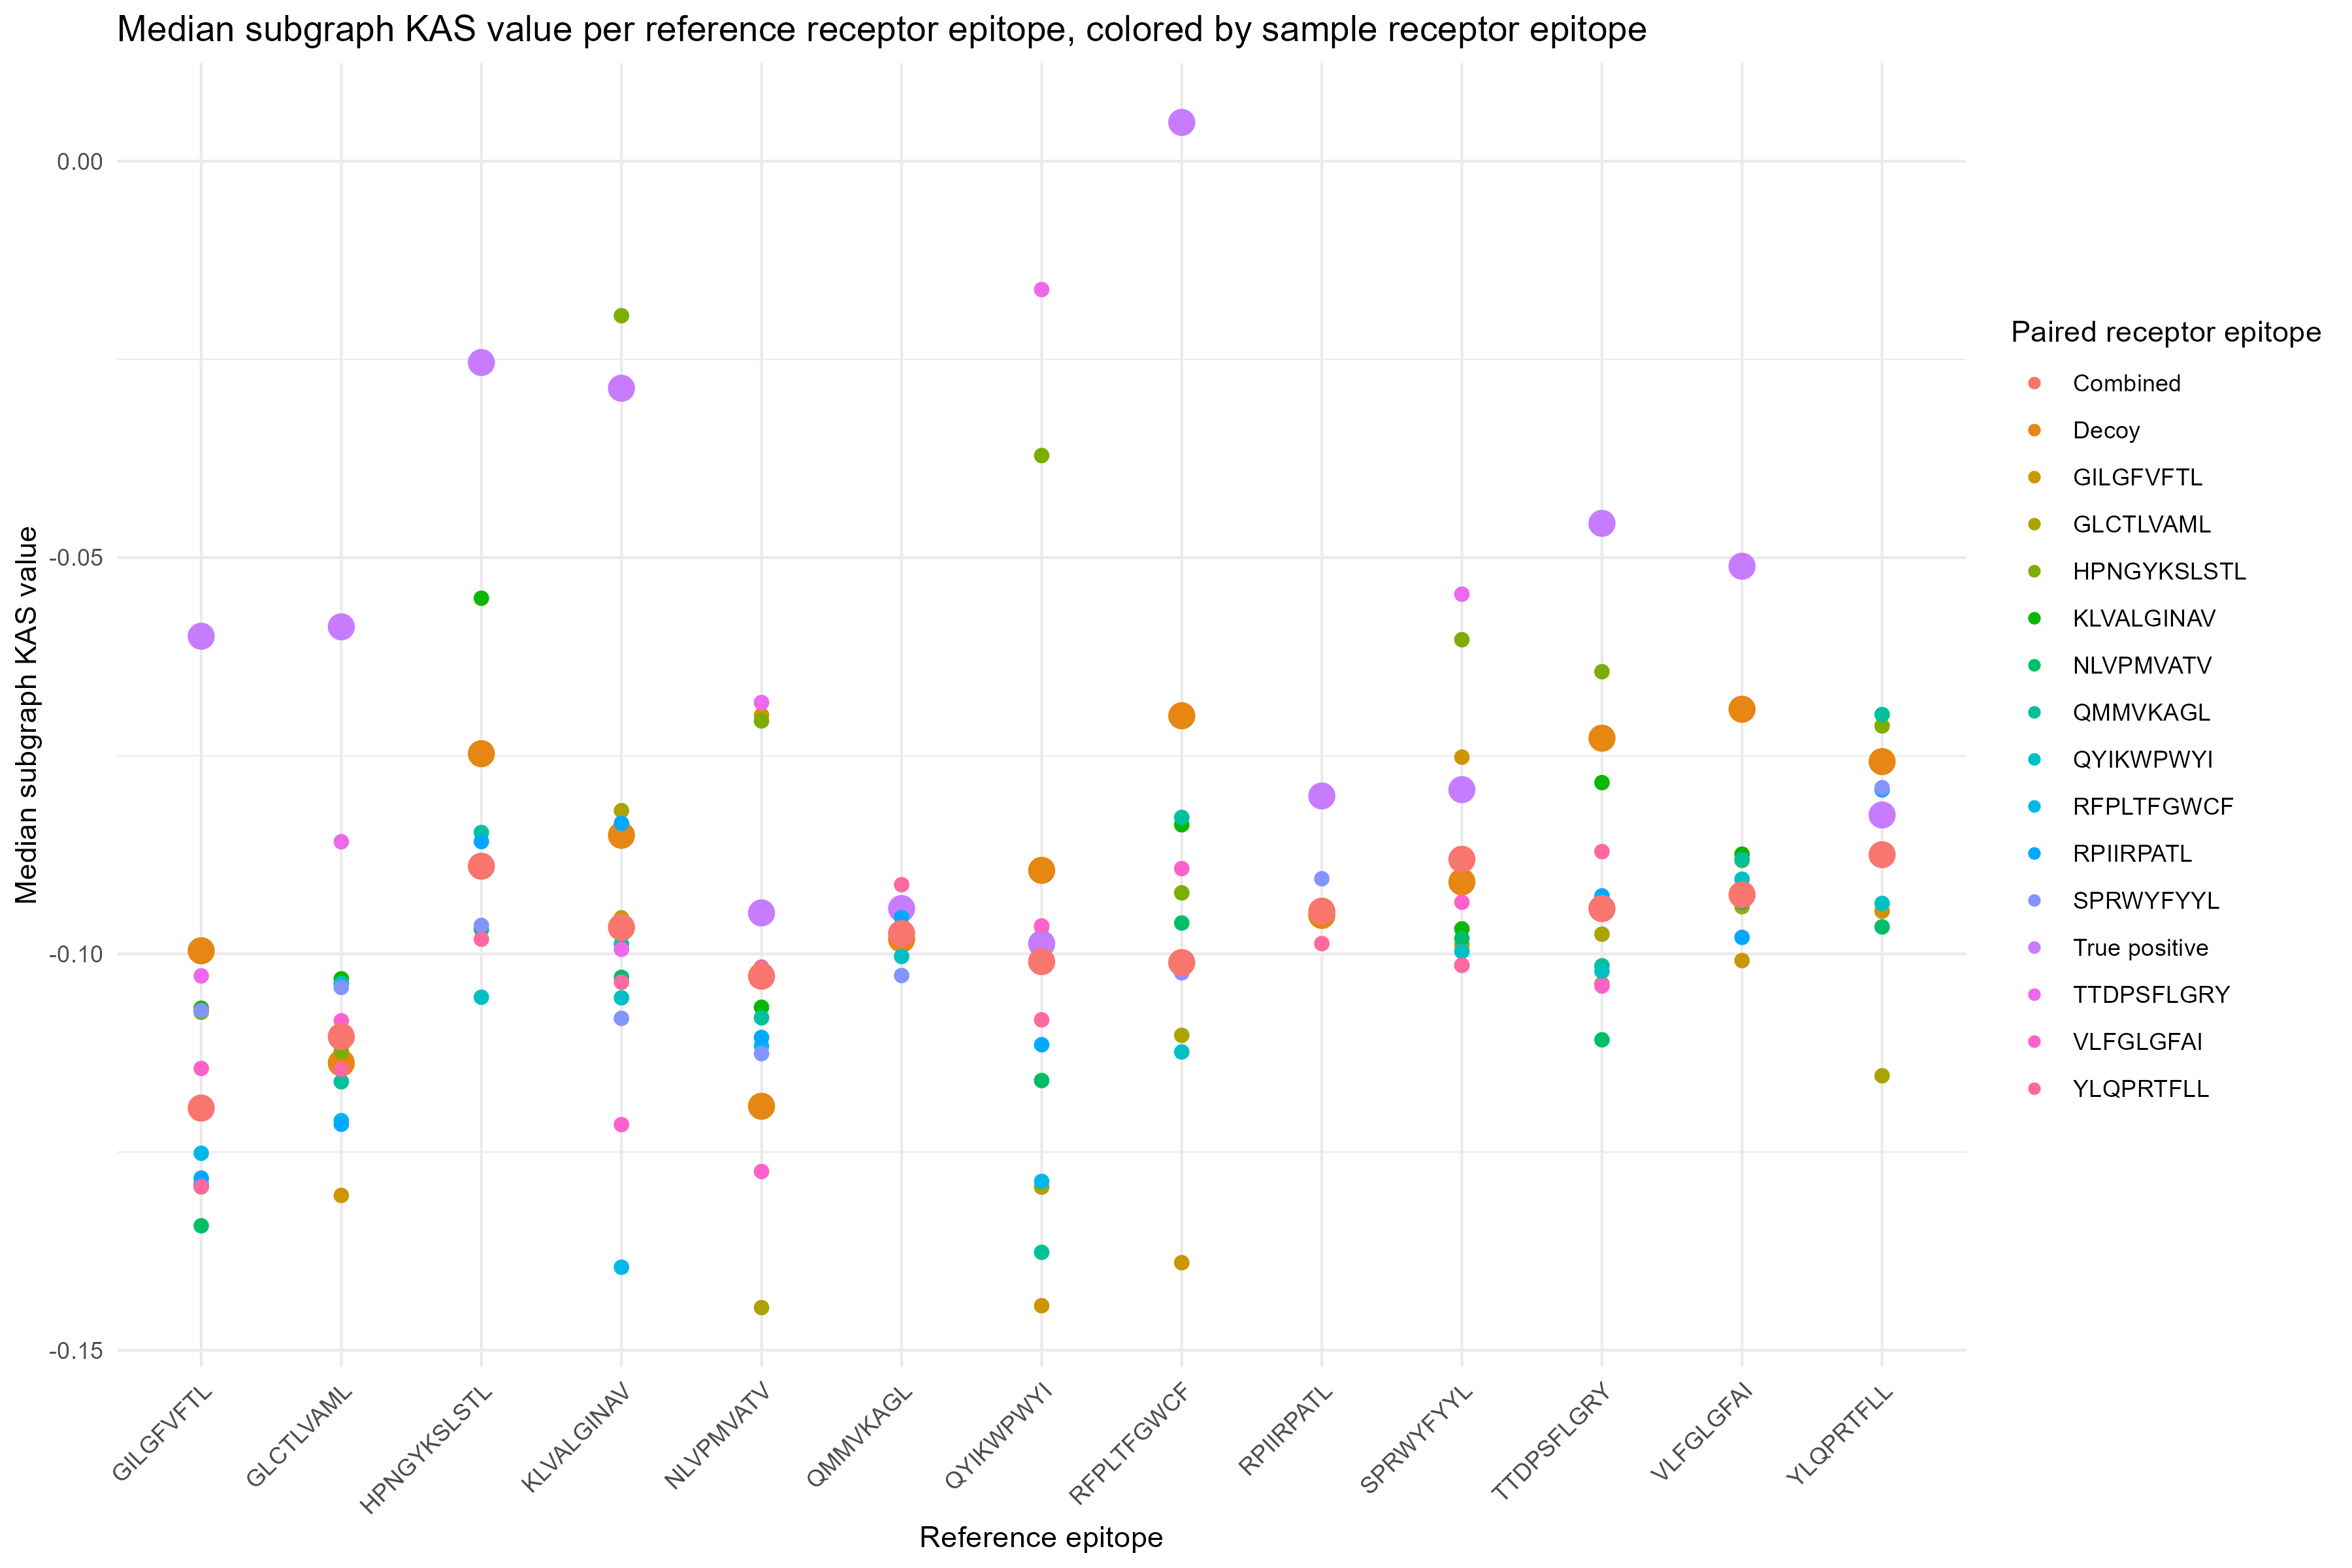 Median subgraph KAS value per reference receptor epitope, colored by sample receptor epitope
Median subgraph KAS value
0.00
-0.05
-0.10
-0.15
GILGFVFTL
GLCTLVAML
HPNGYKSLSTL
KLVALGINAV
NLVPMVATV
QMMVKAGL
QYIKWPWYI
RFPLTFGWCF
RPIIRPATL
SPRWYFYYL
TTDPSFLGRY
VLFGLGFAI
YLQPRTFLL
Reference epitope
Paired receptor epitope
Combined
Decoy
GILGFVFTL
GLCTLVAML
HPNGYKSLSTL
KLVALGINAV
NLVPMVATV
QMMVKAGL
QYIKWPWYI
RFPLTFGWCF
RPIIRPATL
SPRWYFYYL
True positive
TTDPSFLGRY
VLFGLGFAI
YLQPRTFLL